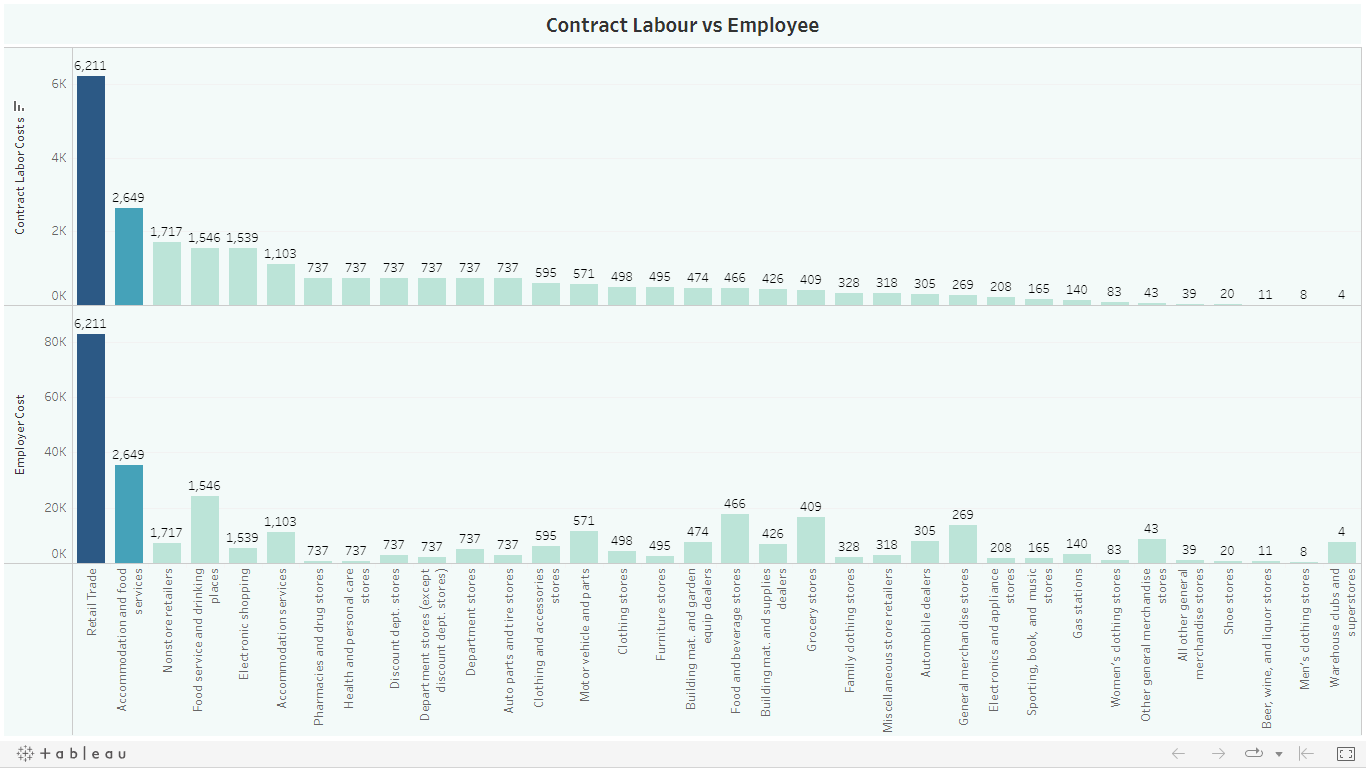 Contract Labour vs Employee
Contract Labor Costs
6K
4K
2K
0K
6,211
2,649
1,717
1,546
1,539
1,103
737
737
737
737
737
737
595
571
498
495
474
466
426
409
328
318
305
269
208
165
140
83
43
39
20
11
8
4
Employer Cost
80K
60K
40K
20K
0K
6,211
2,649
1,717
1,546
1,539
1,103
737
737
737
737
737
737
595
571
498
495
474
466
426
409
328
318
305
269
208
165
140
83
43
39
20
11
8
4
Retail Trade
Accommodation and food
services
Nonstore retailers
Food service and drinking
places
Electronic shopping
Accommodation services
Pharmacies and drug stores
Health and personal care
stores
Discount dept. stores
Department stores (except
discount dept. stores)
Department stores
Auto parts and tire stores
Clothing and accessories
stores
Motor vehicle and parts
Clothing stores
Furniture stores
Building mat. and garden
equip dealers
Food and beverage stores
Building mat. and supplies
dealers
Grocery stores
Family clothing stores
Miscellaneous store retailers
Automobile dealers
General merchandise stores
Electronics and appliance
stores
Sporting, book, and music
stores
Gas stations
Women's clothing stores
Other general merchandise
stores
All other general
merchandise stores
Shoe stores
Beer, wine, and liquor stores
Men's clothing stores
Warehouse clubs and
superstores
+ a b l e a u